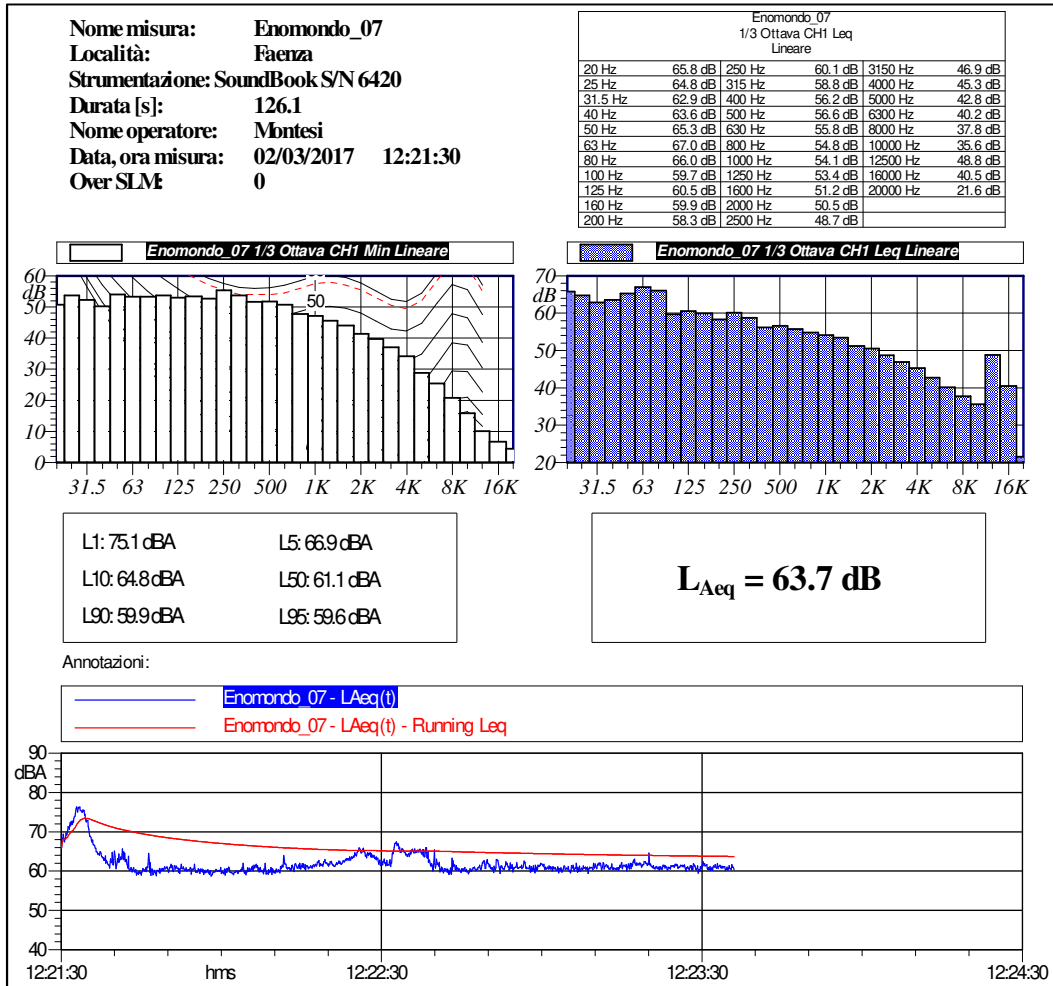 Nome misura: Enomondo_07
Località: Faenza
Strumentazione: SoundBook S/N 6420
Durata [s]: 126.1
Nome operatore: Montesi
Data, ora misura: 02/03/2017 12:21:30
Over SLM: 0
Enomondo_07
1/3 Ottava CH1 Leq
Lineare
20 Hz 65.8 dB 250 Hz 60.1 dB 3150 Hz 46.9 dB
25 Hz 64.8 dB 315 Hz 58.8 dB 4000 Hz 45.3 dB
31.5 Hz 62.9 dB 400 Hz 56.2 dB 5000 Hz 42.8 dB
40 Hz 63.6 dB 500 Hz 56.6 dB 6300 Hz 40.2 dB
50 Hz 65.3 dB 630 Hz 55.8 dB 8000 Hz 37.8 dB
63 Hz 67.0 dB 800 Hz 54.8 dB 10000 Hz 35.6 dB
80 Hz 66.0 dB 1000 Hz 54.1 dB 12500 Hz 48.8 dB
100 Hz 59.7 dB 1250 Hz 53.4 dB 16000 Hz 40.5 dB
125 Hz 60.5 dB 1600 Hz 51.2 dB 20000 Hz 21.6 dB
160 Hz 59.9 dB 2000 Hz 50.5 dB
200 Hz 58.3 dB 2500 Hz 48.7 dB
Enomondo_07 1/3 Ottava CH1 Min Lineare
60
dB
50
40
30
20
10
0
50
31.5 63 125 250 500 1K 2K 4K 8K 16K
Enomondo_07 1/3 Ottava CH1 Leq Lineare
70
dB
60
50
40
30
20
31.5 63 125 250 500 1K 2K 4K 8K 16K
L1: 75.1 dBA L5: 66.9 dBA
L10: 64.8 dBA L50: 61.1 dBA
L90: 59.9 dBA L95: 59.6 dBA
LAeq = 63.7 dB
Annotazioni:
Enomondo_07 - LAeq(t)
Enomondo_07 - LAeq(t) - Running Leq
90
dBA
80
70
60
50
40
12:21:30 hms 12:22:30 12:23:30 12:24:30